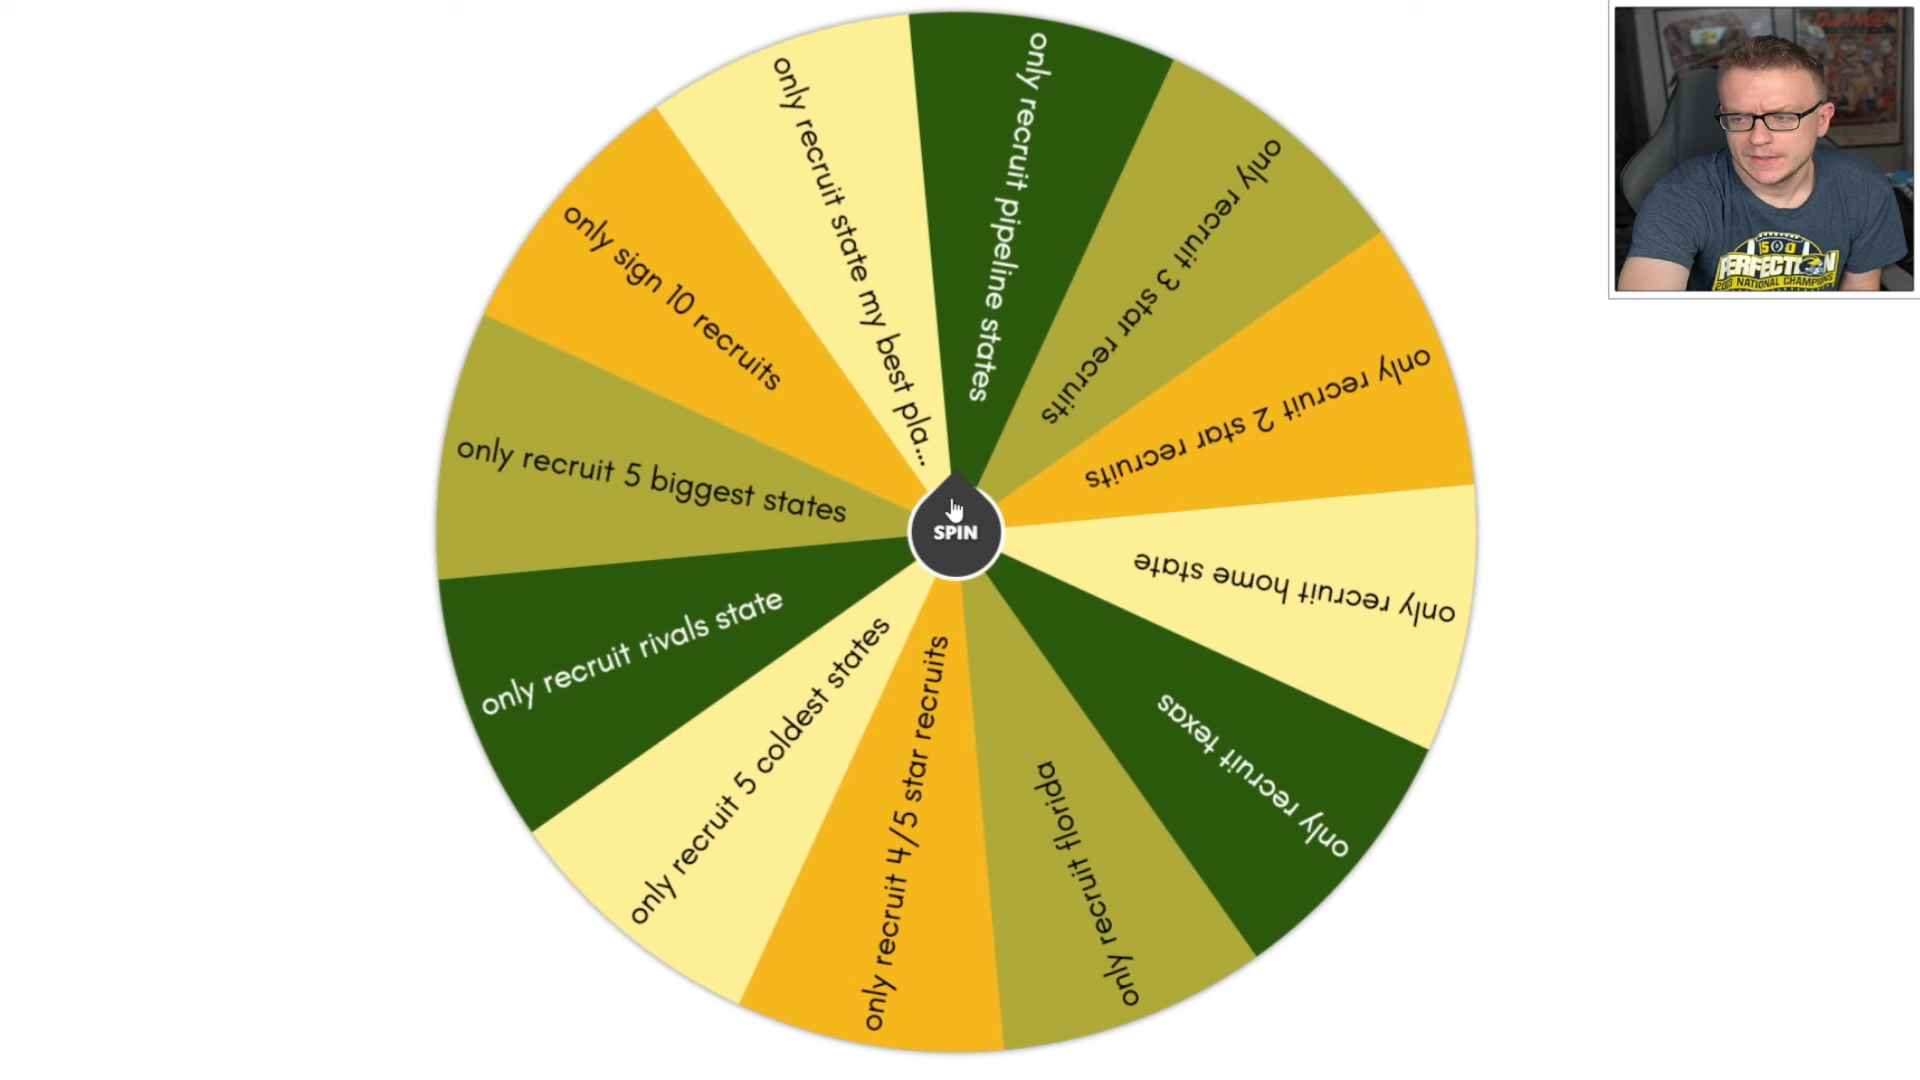 only recruit pipeline states
only recruit 3 star recruits
only recruit 2 star recruits
only recruit home state
only recruit texas
only recruit florida
only recruit 4/5 star recruits
only recruit 5 coldest states
only recruit rivals state
only recruit 5 biggest states
only sign 10 recruits
only recruit state my best pla...
SPIN
PERFECTION
NATIONAL CHAMPIONS